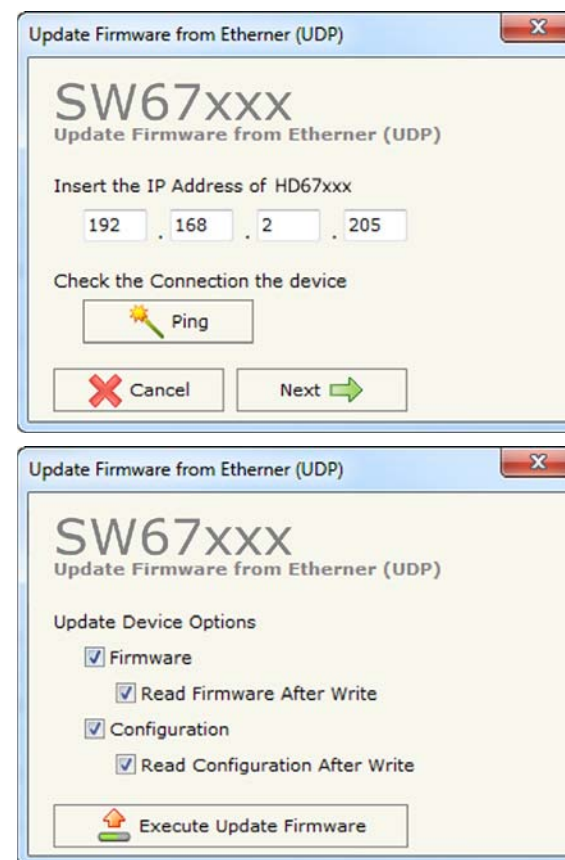 Update Firmware from Etherner (UDP)
SW67xxx
Update Firmware from Etherner (UDP)
Insert the IP Address of HD67xxx
192 . 168 . 2 . 205
Check the Connection the device
Ping
Cancel Next
Update Firmware from Etherner (UDP)
SW67xxx
Update Firmware from Etherner (UDP)
Update Device Options
Firmware
Read Firmware After Write
Configuration
Read Configuration After Write
Execute Update Firmware